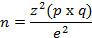 n = z²(p x q) / e²